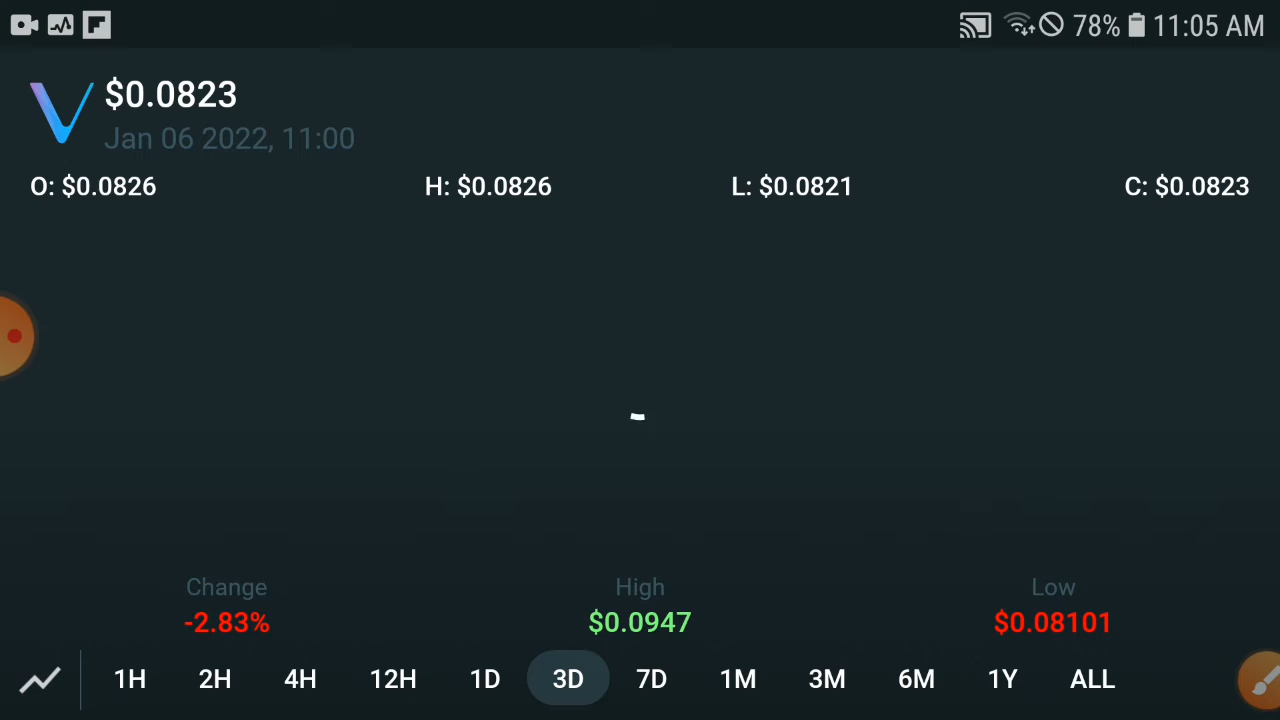 78% 11:05 AM
$0.0823
Jan 06 2022, 11:00
O: $0.0826 H: $0.0826 L: $0.0821 C: $0.0823
Change High Low
-2.83% $0.0947 $0.08101
1H 2H 4H 12H 1D 3D 7D 1M 3M 6M 1Y ALL